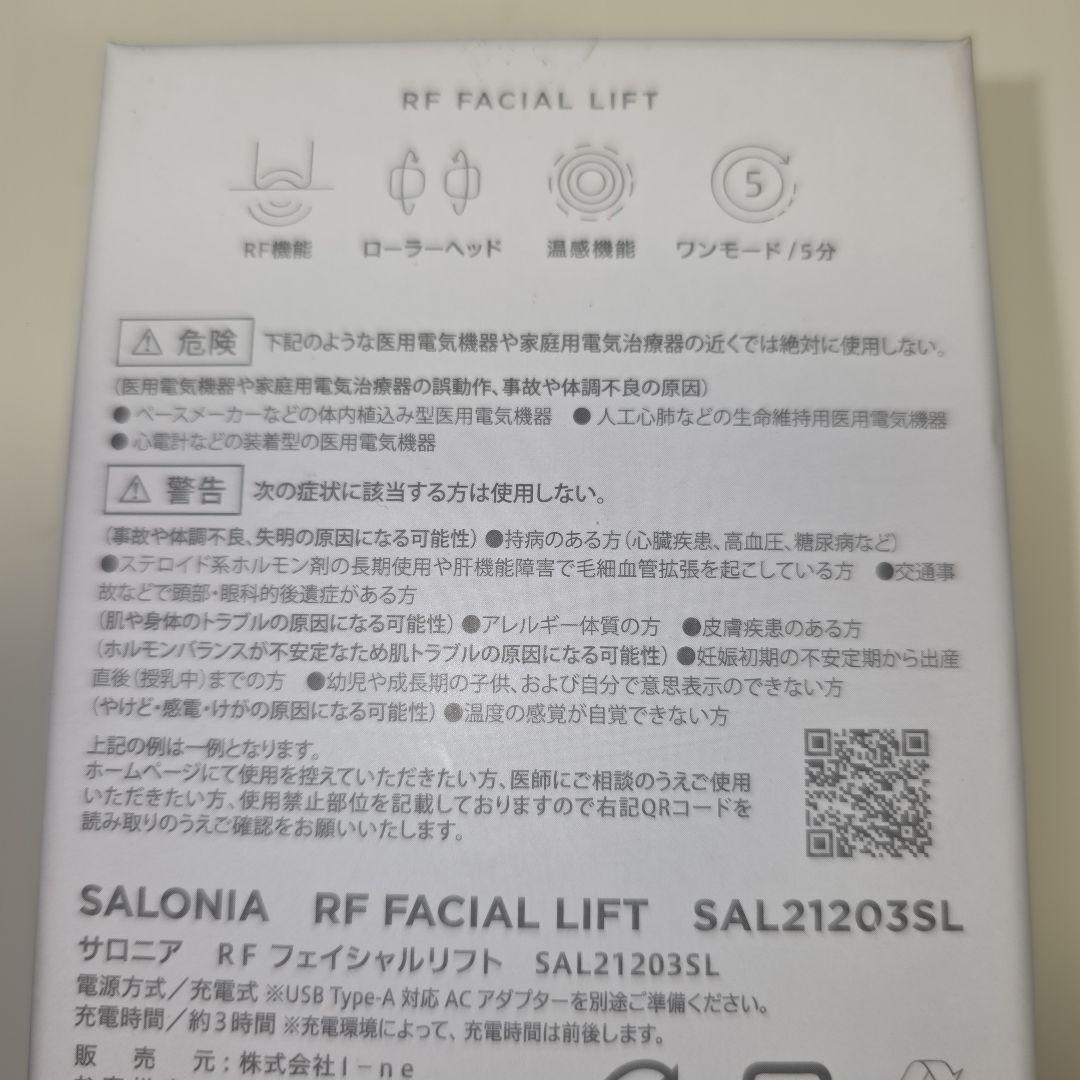 RF FACIAL LIFT
5
RF機能 ローラーヘッド 温感機能 ワンモード/5分
危険 下記のような医用電気機器や家庭用電気治療器の近くでは絶対に使用しない。
(医用電気機器や家庭用電気治療器の誤動作、事故や体調不良の原因)
●ペースメーカーなどの体内植込み型医用電気機器 ●人工心肺などの生命維持用医用電気機器
●心電計などの装着型の医用電気機器
警告 次の症状に該当する方は使用しない。
(事故や体調不良、失明の原因になる可能性)●持病のある方(心臓疾患、高血圧、糖尿病など)
●ステロイド系ホルモン剤の長期使用や肝機能障害で毛細血管拡張を起こしている方 ●交通事
故などで頭部・眼科的後遺症がある方
(肌や身体のトラブルの原因になる可能性)●アレルギー体質の方 ●皮膚疾患のある方
(ホルモンバランスが不安定なため肌トラブルの原因になる可能性)●妊娠初期の不安定期から出産
直後(授乳中)までの方 ●幼児や成長期の子供、および自分で意思表示のできない方
(やけど・感電・けがの原因になる可能性)●温度の感覚が自覚できない方
上記の例は一例となります。
ホームページにて使用を控えていただきたい方、医師にご相談のうえご使用
いただきたい方、使用禁止部位を記載しておりますので右記QRコードを
読み取りのうえご確認をお願いいたします。
SALONIA RF FACIAL LIFT SAL21203SL
サロニア RF フェイシャルリフト SAL21203SL
電源方式/充電式 ※USB Type-A 対応 AC アダプターを別途ご準備ください。
充電時間/約3時間 ※充電環境によって、充電時間は前後します。
販売元:株式会社I-ne